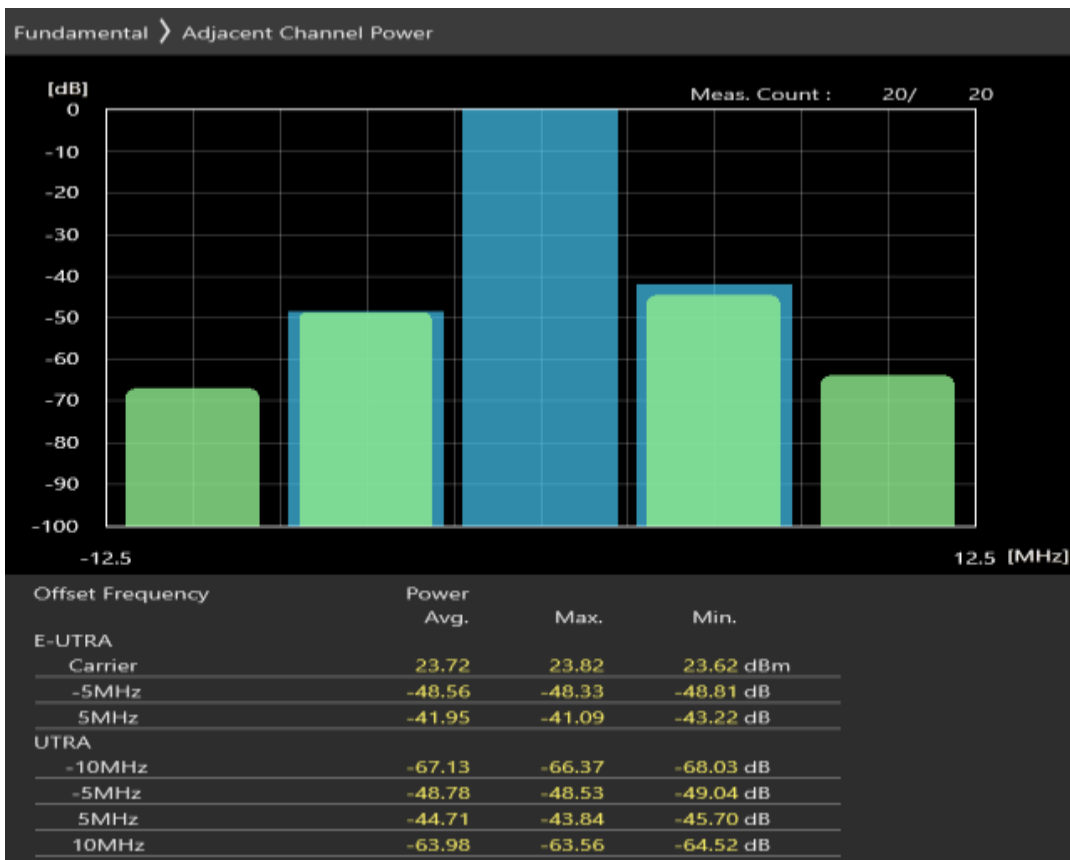 Fundamental ❯ Adjacent Channel Power
[dB]
Meas. Count : 20/ 20
0
-10
-20
-30
-40
-50
-60
-70
-80
-90
-100
-12.5 12.5 [MHz]
Offset Frequency Power
Avg. Max. Min.
E-UTRA
Carrier 23.72 23.82 23.62 dBm
-5MHz -48.56 -48.33 -48.81 dB
5MHz -41.95 -41.09 -43.22 dB
UTRA
-10MHz -67.13 -66.37 -68.03 dB
-5MHz -48.78 -48.53 -49.04 dB
5MHz -44.71 -43.84 -45.70 dB
10MHz -63.98 -63.56 -64.52 dB